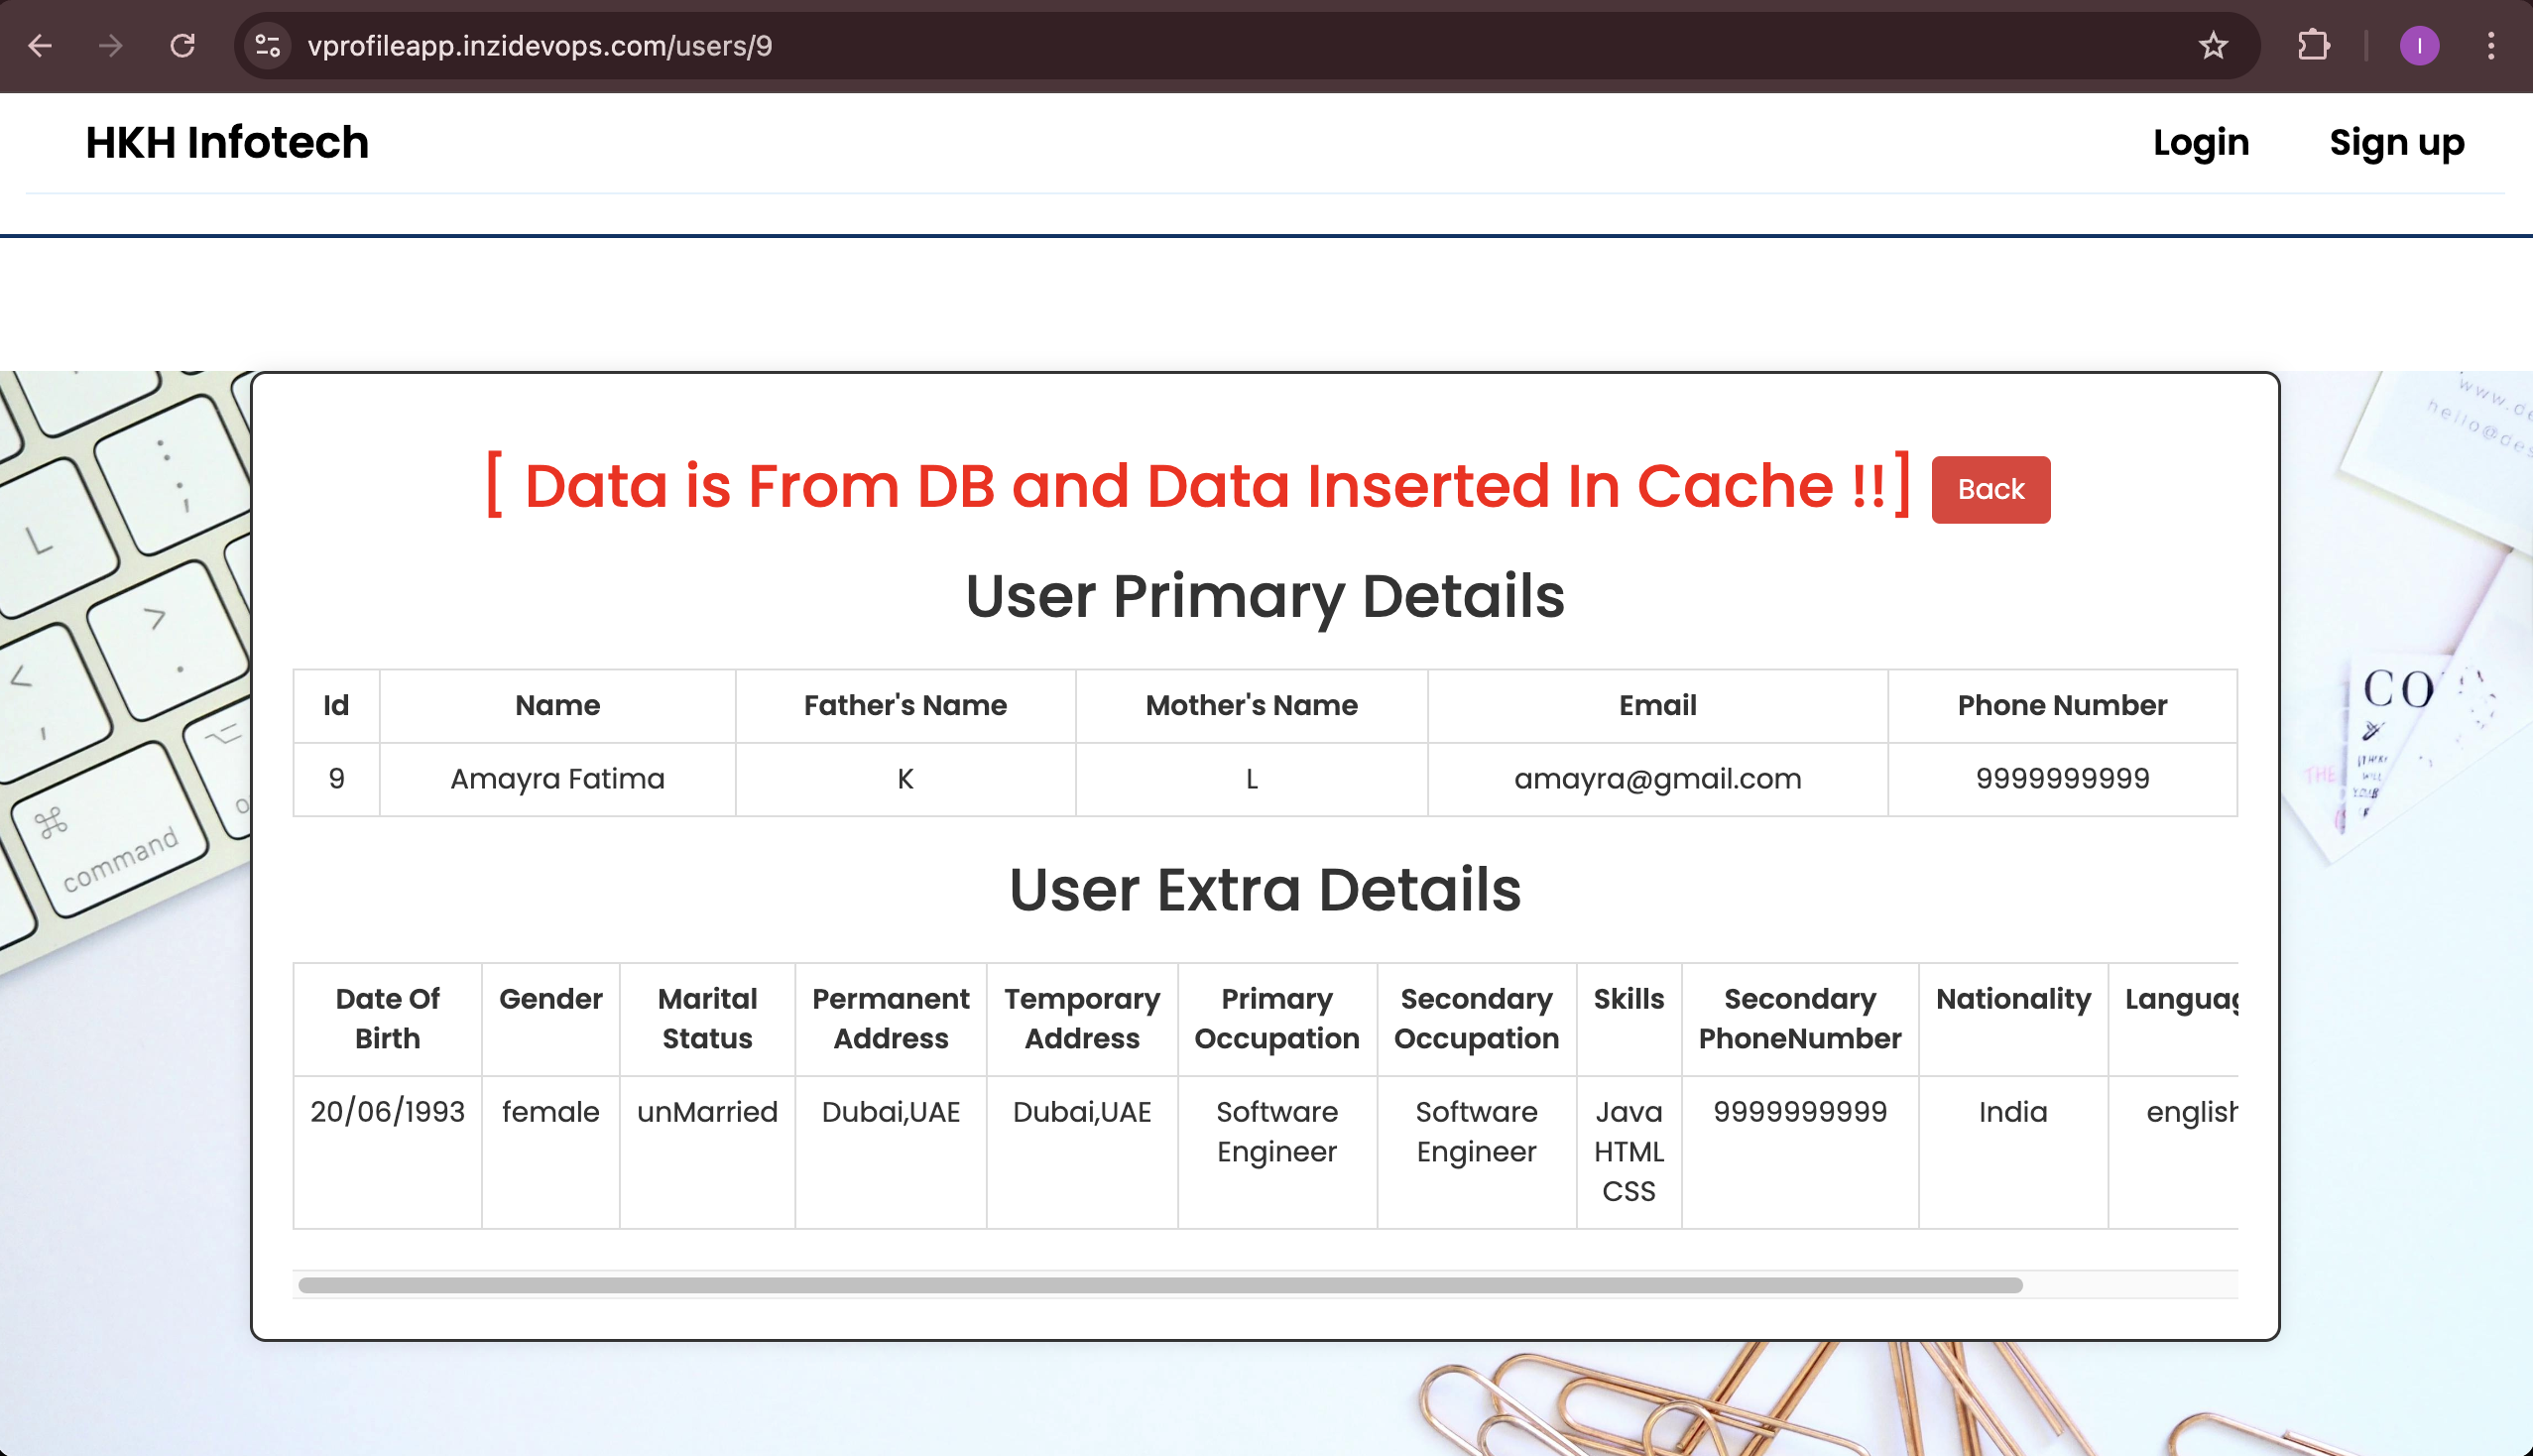 vprofileapp.inzidevops.com/users/9
I
HKH Infotech
Login
Sign up
[ Data is From DB and Data Inserted In Cache !!]
Back
User Primary Details
Id
Name
Father's Name
Mother's Name
Email
Phone Number
9
Amayra Fatima
K
L
amayra@gmail.com
9999999999
User Extra Details
Date Of
Birth
Gender
Marital
Status
Permanent
Address
Temporary
Address
Primary
Occupation
Secondary
Occupation
Skills
Secondary
PhoneNumber
Nationality
Languag
20/06/1993
female
unMarried
Dubai,UAE
Dubai,UAE
Software
Engineer
Software
Engineer
Java
HTML
CSS
9999999999
India
english
L
command
CO
THE